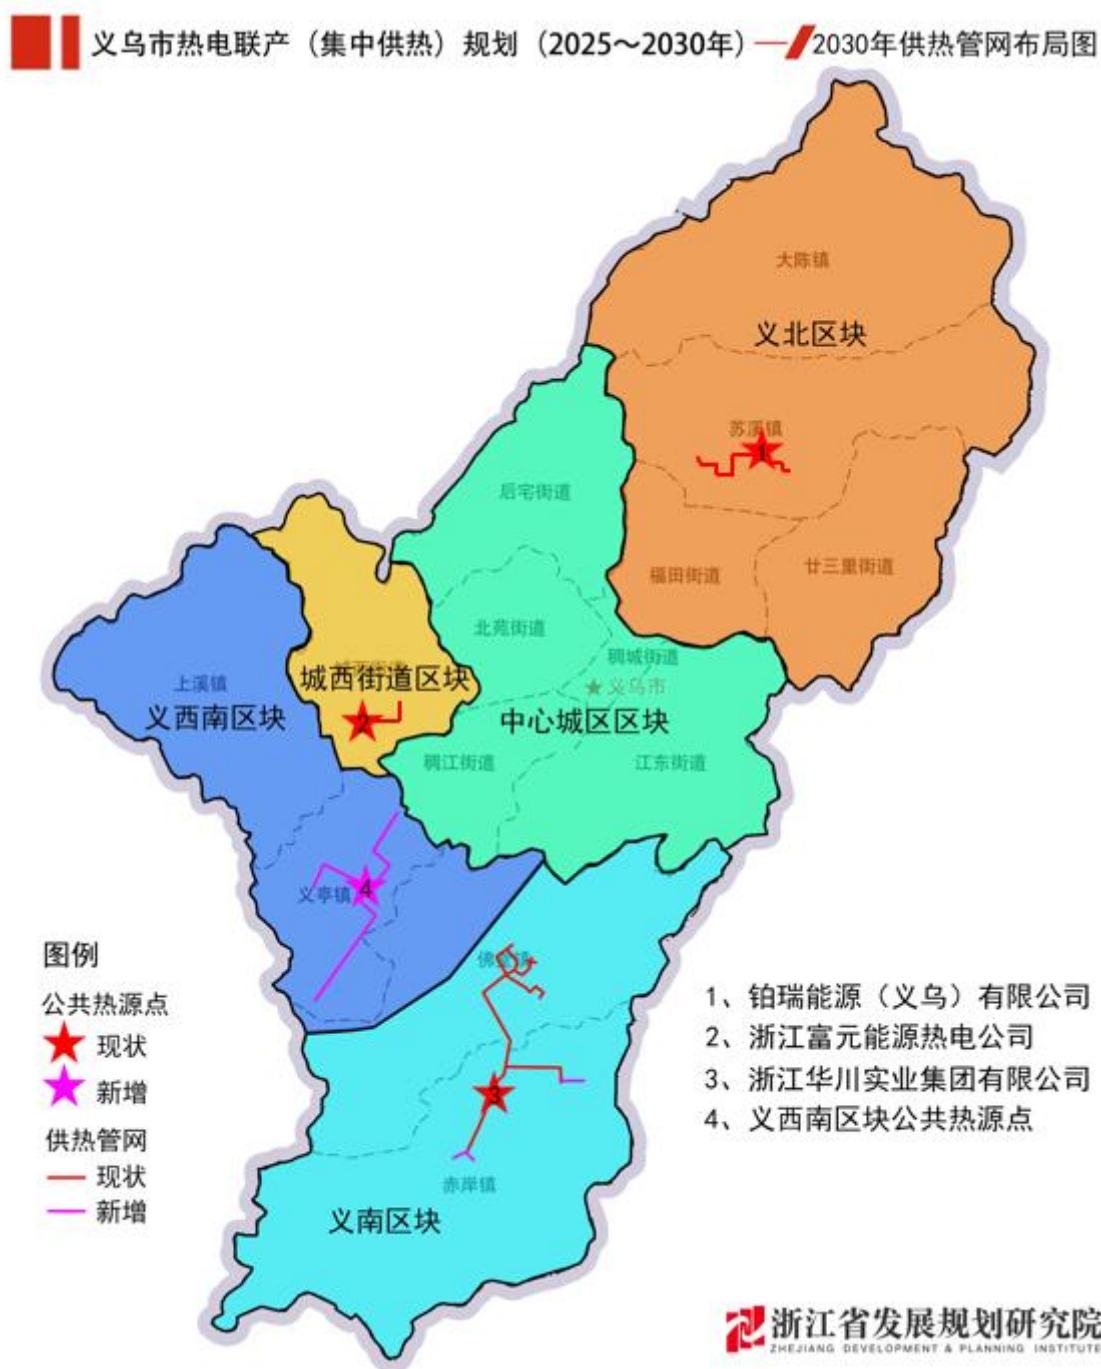 义乌市热电联产（集中供热）规划（2025～2030年）—2030年供热管网布局图
大陈镇
义北区块
苏溪镇
1
后宅街道
福田街道
廿三里街道
北苑街道
稠城街道
义乌市
城西街道区块
上溪镇
义西南区块
2
中心城区区块
稠江街道
江东街道
4
义亭镇
图例
公共热源点
现状
新增
供热管网
现状
新增
3
赤岸镇
义南区块
1、铂瑞能源（义乌）有限公司
2、浙江富元能源热电公司
3、浙江华川实业集团有限公司
4、义西南区块公共热源点
浙江省发展规划研究院
ZHEJIANG DEVELOPMENT & PLANNING INSTITUTE